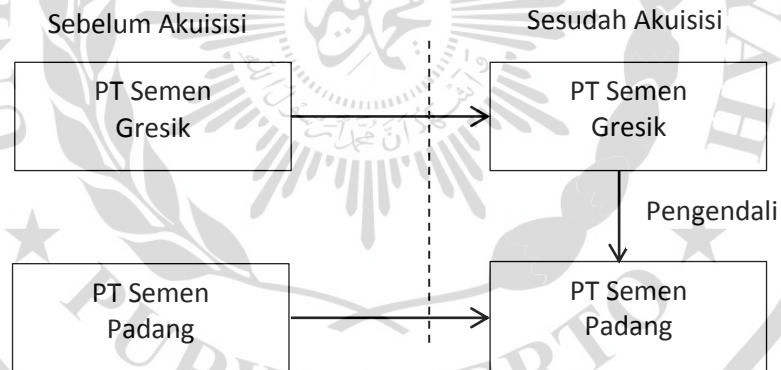 Sebelum Akuisisi
Sesudah Akuisisi
PT Semen
Gresik
PT Semen
Gresik
Pengendali
PT Semen
Padang
PT Semen
Padang